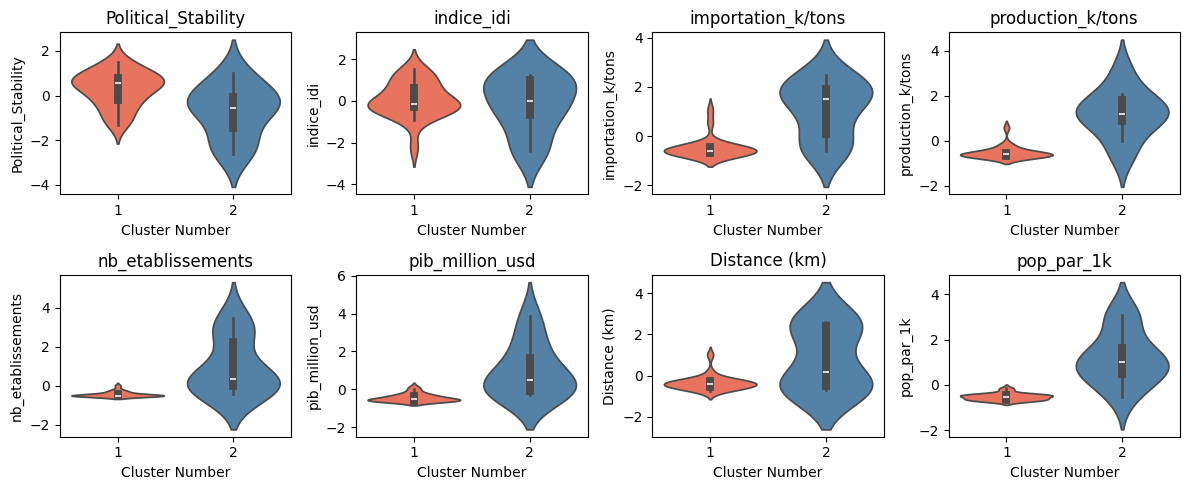 Political_Stability
indice_idi
importation_k/tons
production_k/tons
Political_Stability
2
0
−2
−4
1
2
Cluster Number
indice_idi
2
0
−2
−4
1
2
Cluster Number
importation_k/tons
4
2
0
−2
1
2
Cluster Number
production_k/tons
4
2
0
−2
1
2
Cluster Number
nb_etablissements
pib_million_usd
Distance (km)
pop_par_1k
nb_etablissements
4
2
0
−2
1
2
Cluster Number
pib_million_usd
6
4
2
0
−2
1
2
Cluster Number
Distance (km)
4
2
0
−2
1
2
Cluster Number
pop_par_1k
4
2
0
−2
1
2
Cluster Number